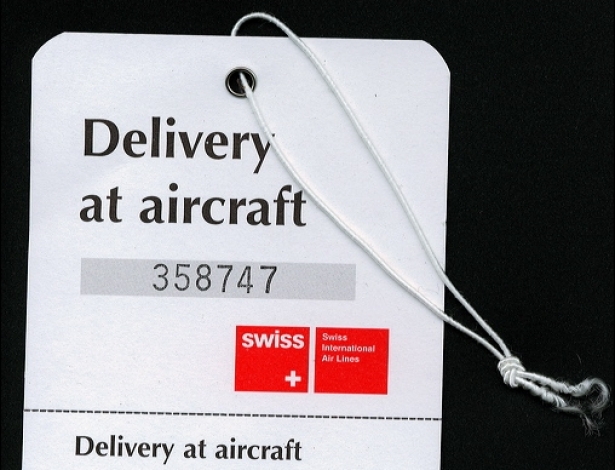 Delivery
at aircraft
358747
swiss
Swiss
International
Air Lines
Delivery at aircraft